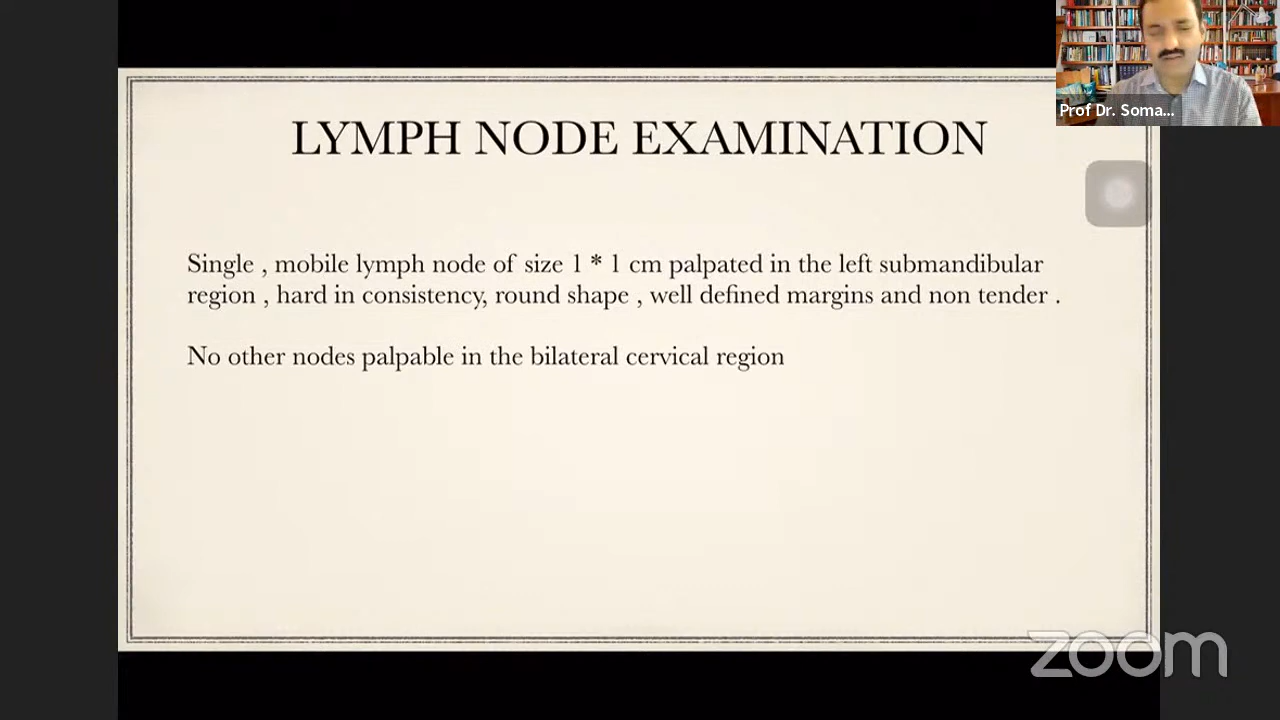 Prof Dr. Soma...
LYMPH NODE EXAMINATION
Single , mobile lymph node of size 1 * 1 cm palpated in the left submandibular
region , hard in consistency, round shape , well defined margins and non tender .
No other nodes palpable in the bilateral cervical region
zoom